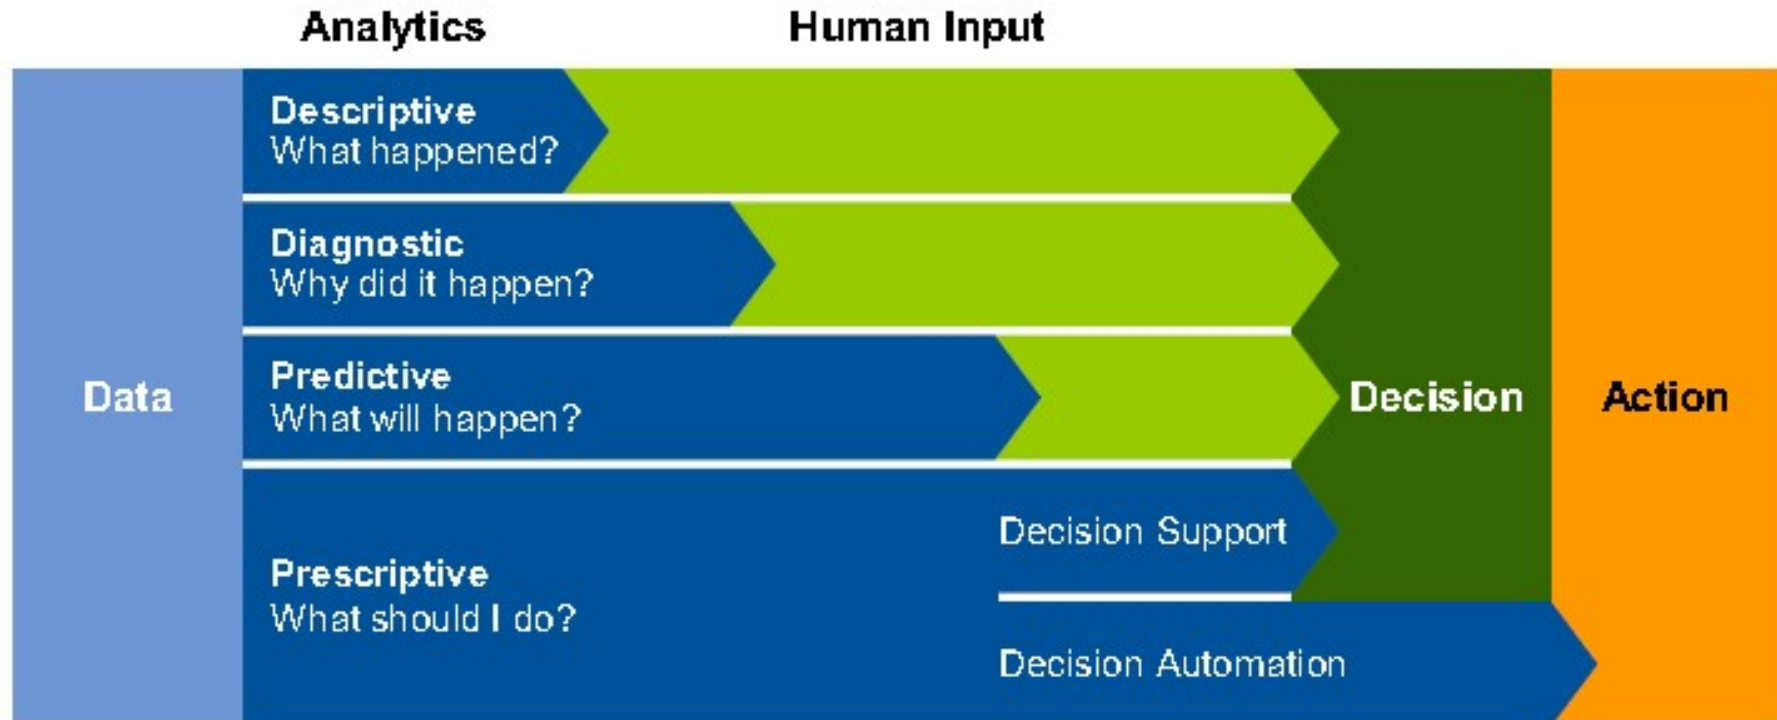 Analytics
Human Input
Descriptive
What happened?
Diagnostic
Why did it happen?
Predictive
What will happen?
Data
Decision
Action
Decision Support
Prescriptive
What should I do?
Decision Automation